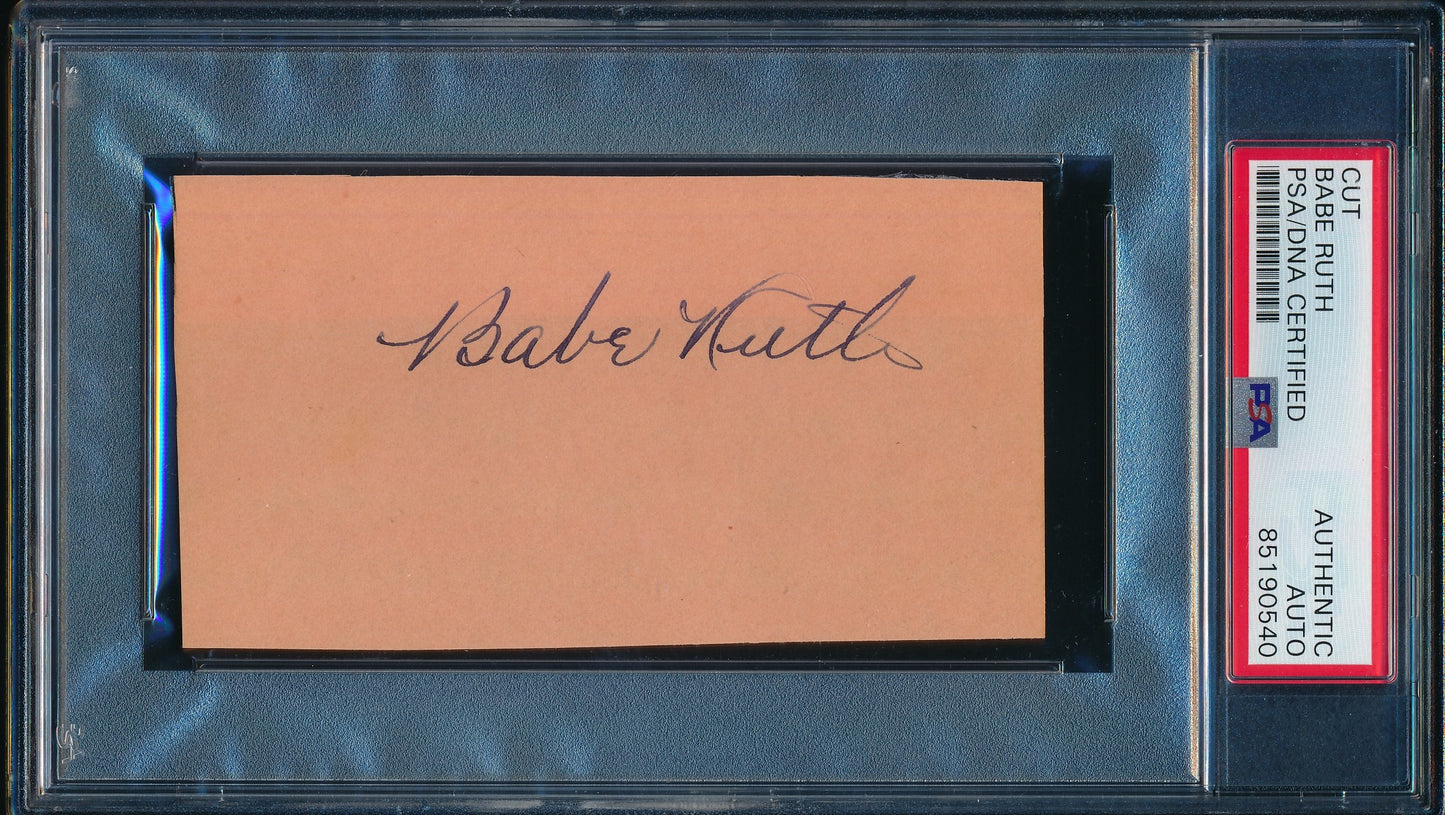 Babe Ruth
CUT
BABE RUTH
PSA/DNA CERTIFIED
PSA
AUTHENTIC
AUTO
85190540